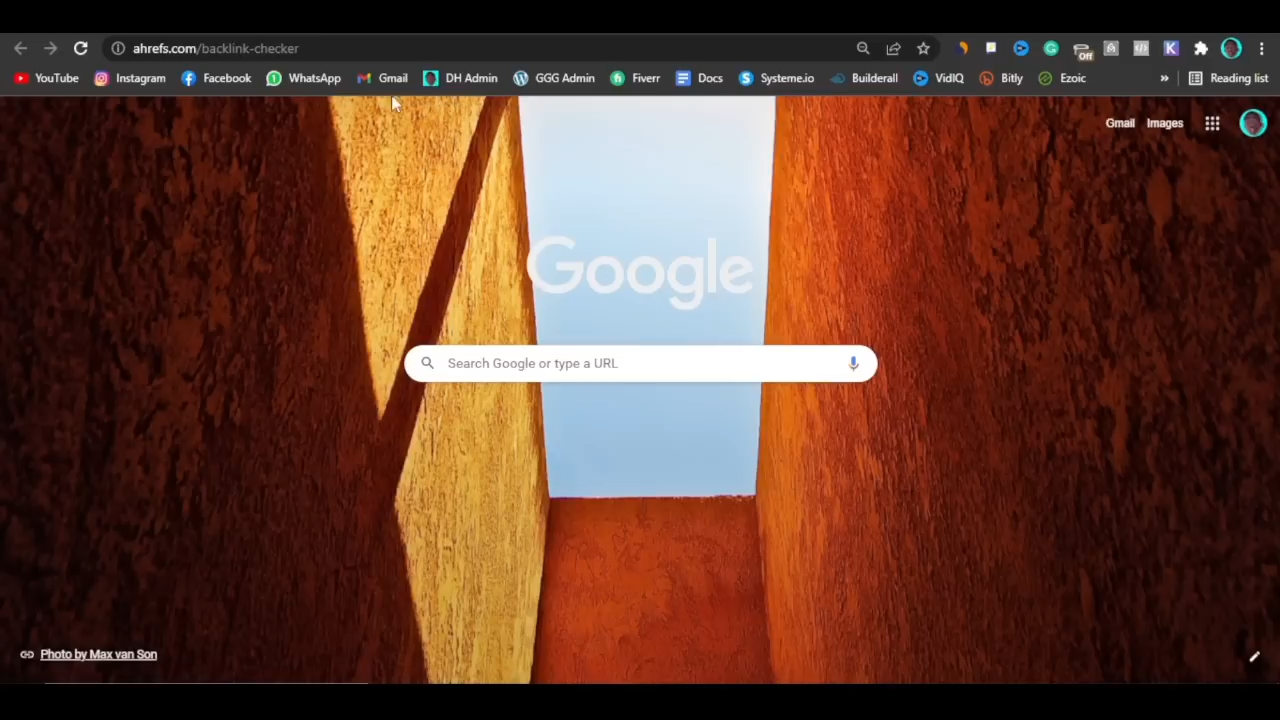 ahrefs.com/backlink-checker
Off
YouTube Instagram Facebook WhatsApp Gmail DH Admin GGG Admin Fiverr Docs Systeme.io Builderall VidIQ Bitly Ezoic » Reading list
Gmail Images
Google
Search Google or type a URL
Photo by Max van Son